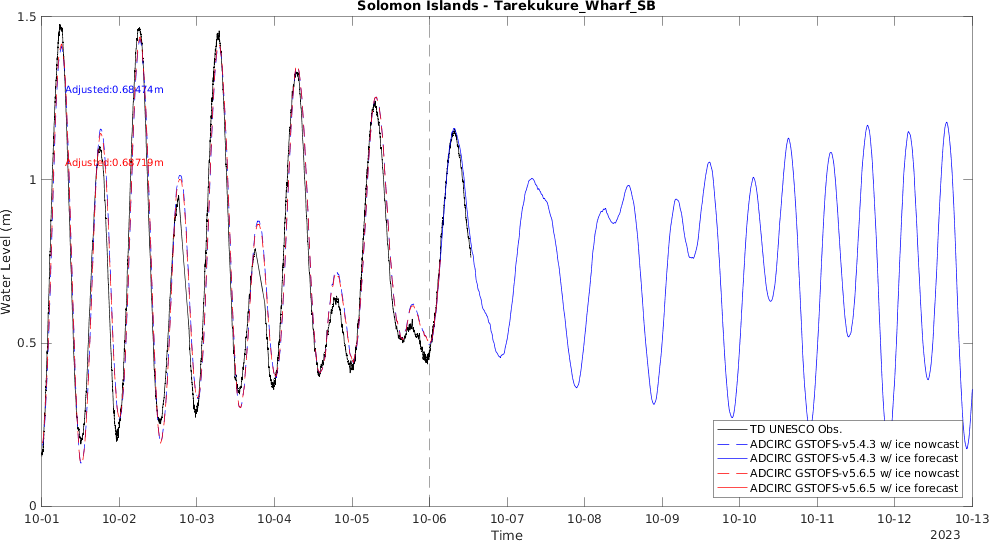 Solomon Islands - Tarekukure_Wharf_SB
1.5
1
0.5
0
Water Level (m)
Adjusted:0.68474m
Adjusted:0.68719m
TD UNESCO Obs.
ADCIRC GSTOFS-v5.4.3 w/ ice nowcast
ADCIRC GSTOFS-v5.4.3 w/ ice forecast
ADCIRC GSTOFS-v5.6.5 w/ ice nowcast
ADCIRC GSTOFS-v5.6.5 w/ ice forecast
10-01 10-02 10-03 10-04 10-05 10-06 10-07 10-08 10-09 10-10 10-11 10-12 10-13
Time
2023